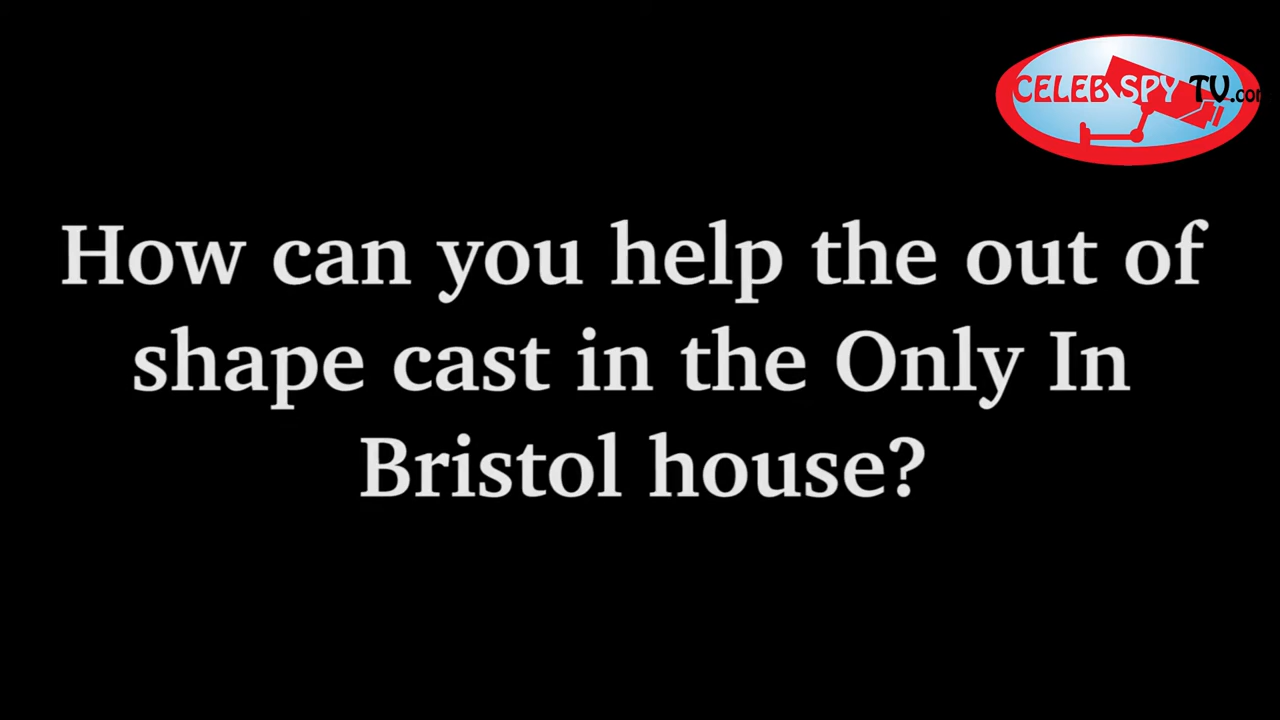 CELEB SPY TV.com
How can you help the out of
shape cast in the Only In
Bristol house?